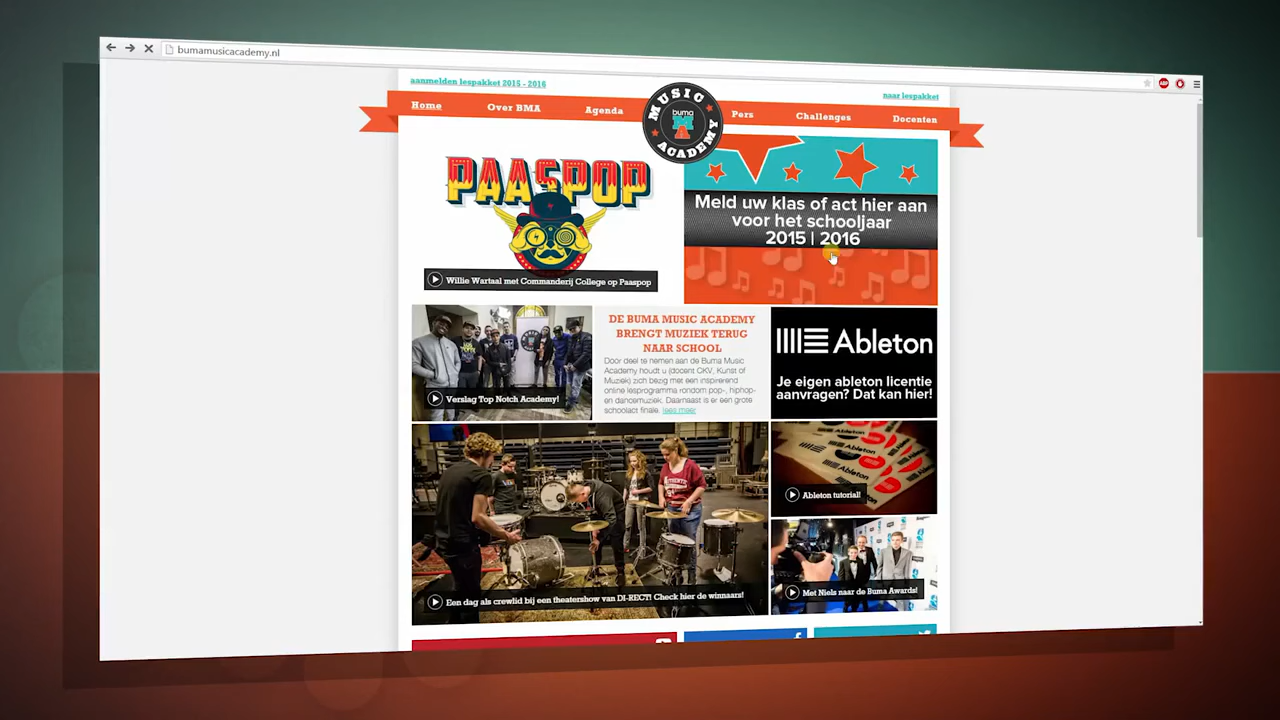 bumamusicacademy.nl
aanmelden lespakket 2015 - 2016
naar lespakket
Home
Over BMA
Agenda
MUSIC
buma
MA
ACADEMY
Pers
Challenges
Docenten
PAASPOP
Willie Wartaal met Commanderij College op Paaspop
Meld uw klas of act hier aan
voor het schooljaar
2015 | 2016
Verslag Top Notch Academy!
DE BUMA MUSIC ACADEMY
BRENGT MUZIEK TERUG
NAAR SCHOOL
Door deel te nemen aan de Buma Music
Academy houdt u (docent CKV, Kunst of
Muziek) zich bezig met een inspirerend
online lesprogramma rondom pop-, hiphop-
en dancemuziek. Daarnaast is er een grote
schoolact finale. lees meer
Ableton
Je eigen ableton licentie
aanvragen? Dat kan hier!
Ableton tutorial!
Een dag als crewlid bij een theatershow van DI-RECT! Check hier de winnaars!
Met Niels naar de Buma Awards!